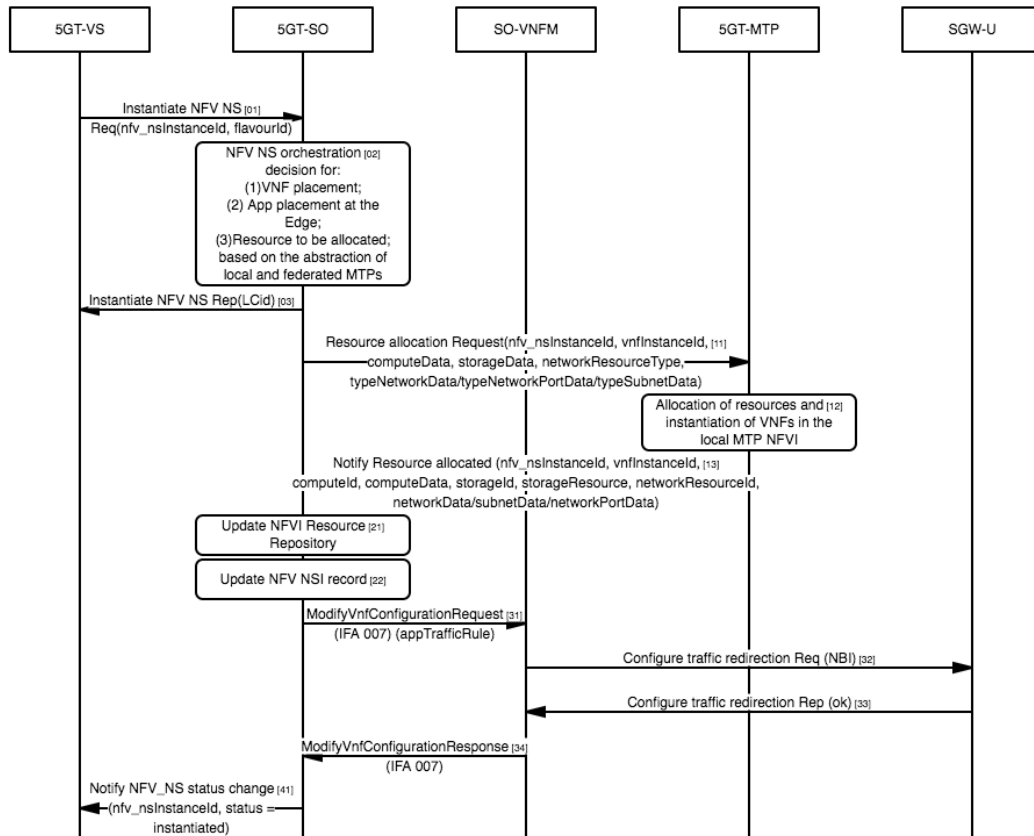 5GT-VS
5GT-SO
SO-VNFM
5GT-MTP
SGW-U
Instantiate NFV NS [01]
Req(nfv_nsInstanceId, flavourId)
NFV NS orchestration [02]
decision for:
(1)VNF placement;
(2) App placement at the
Edge;
(3)Resource to be allocated;
based on the abstraction of
local and federated MTPs
Instantiate NFV NS Rep(LCid) [03]
Resource allocation Request(nfv_nsInstanceId, vnfInstanceId, [11]
computeData, storageData, networkResourceType,
typeNetworkData/typeNetworkPortData/typeSubnetData)
Allocation of resources and [12]
instantiation of VNFs in the
local MTP NFVI
Notify Resource allocated (nfv_nsInstanceId, vnfInstanceId, [13]
computeId, computeData, storageId, storageResource, networkResourceId,
networkData/subnetData/networkPortData)
Update NFVI Resource [21]
Repository
Update NFV NSI record [22]
ModifyVnfConfigurationRequest [31]
(IFA 007) (appTrafficRule)
Configure traffic redirection Req (NBI) [32]
Configure traffic redirection Rep (ok) [33]
ModifyVnfConfigurationResponse [34]
(IFA 007)
Notify NFV_NS status change [41]
(nfv_nsInstanceId, status =
instantiated)